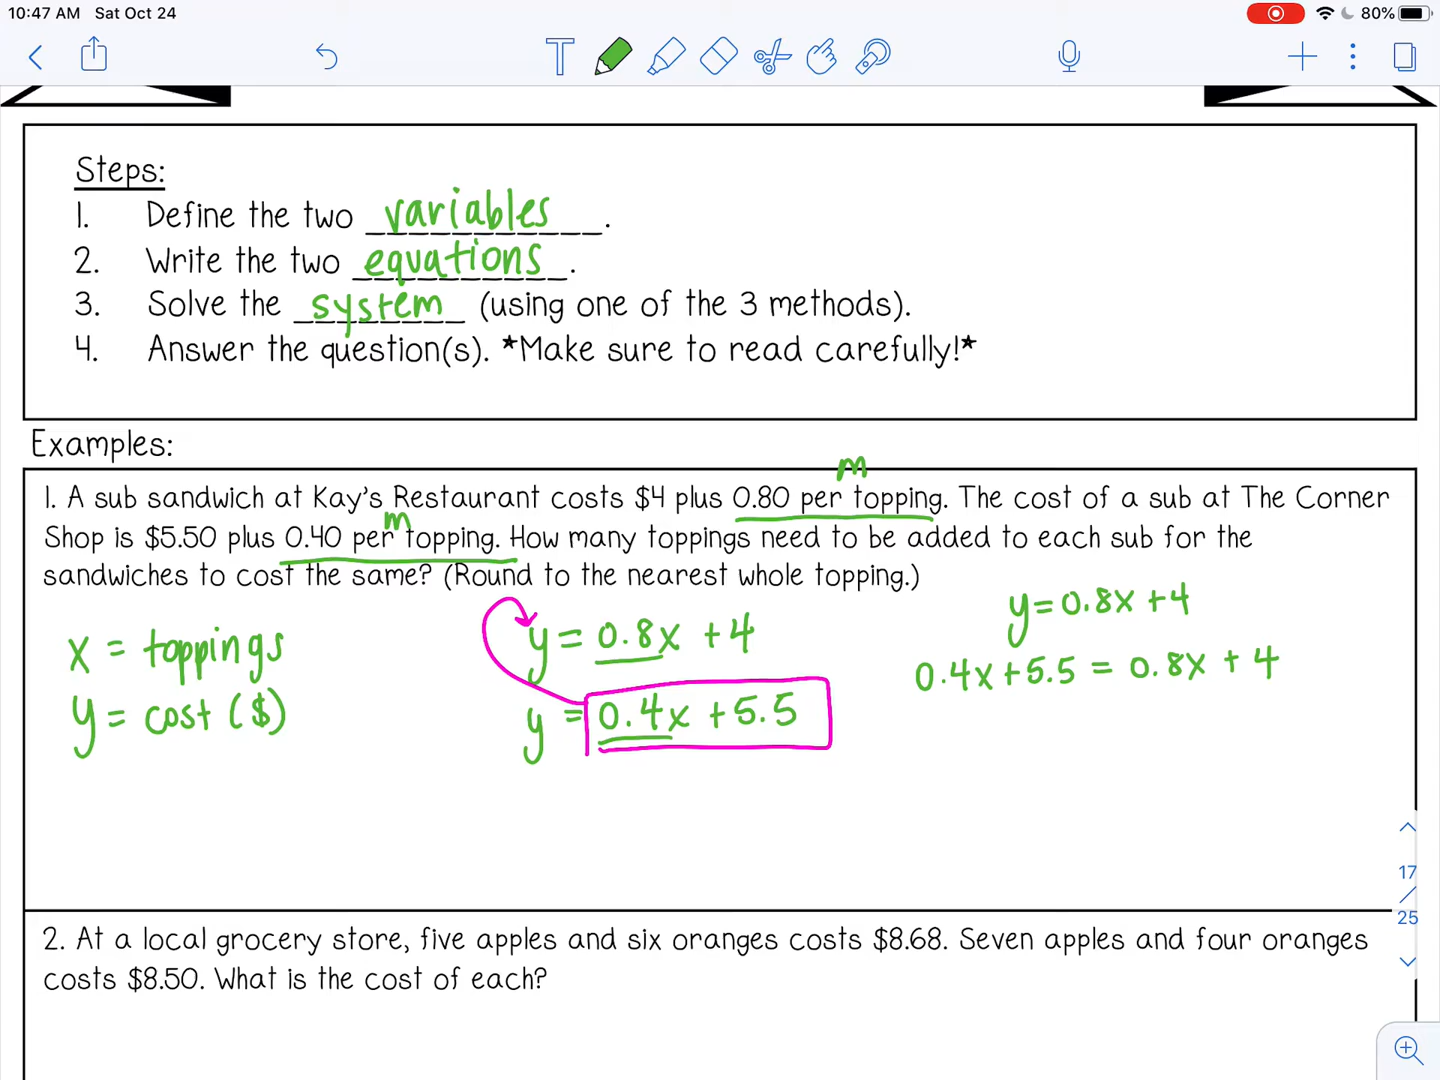 10:47 AM Sat Oct 24
80%
Steps:
1. Define the two variables.
2. Write the two equations.
3. Solve the system (using one of the 3 methods).
4. Answer the question(s). *Make sure to read carefully!*
Examples:
m
1. A sub sandwich at Kay's Restaurant costs $4 plus 0.80 per topping. The cost of a sub at The Corner
m
Shop is $5.50 plus 0.40 per topping. How many toppings need to be added to each sub for the
sandwiches to cost the same? (Round to the nearest whole topping.)
x = toppings
y = cost ($)
y = 0.8x + 4
y = 0.4x + 5.5
y = 0.8x + 4
0.4x + 5.5 = 0.8x + 4
17
/
25
2. At a local grocery store, five apples and six oranges costs $8.68. Seven apples and four oranges
costs $8.50. What is the cost of each?